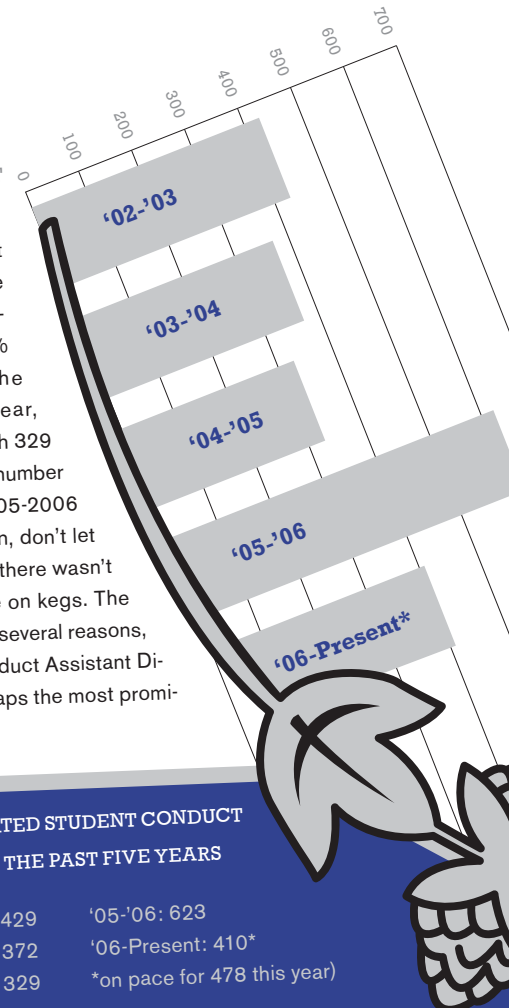 0
100
200
300
400
500
600
700
‘02-’03
‘03-’04
‘04-’05
‘05-’06
‘06-Present*
%
ear,
329
number
05-2006
n, don’t let
there wasn’t
on kegs. The
several reasons,
duct Assistant Di-
aps the most promi-
TED STUDENT CONDUCT
THE PAST FIVE YEARS
429 ‘05-’06: 623
372 ‘06-Present: 410*
329 *on pace for 478 this year)